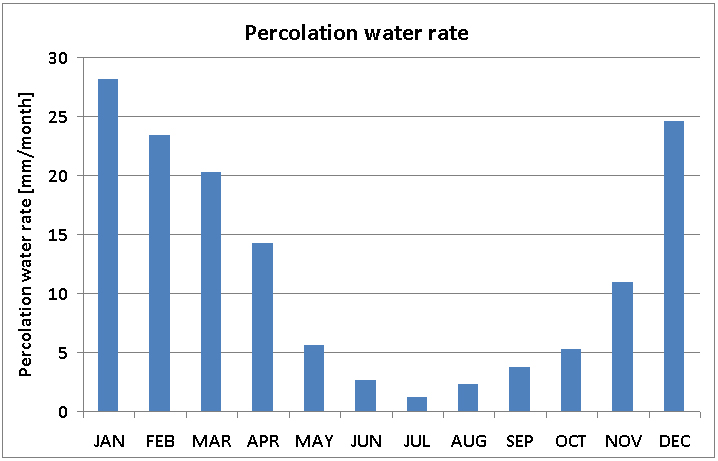 Percolation water rate
Percolation water rate [mm/month]
30
25
20
15
10
5
0
JAN FEB MAR APR MAY JUN JUL AUG SEP OCT NOV DEC